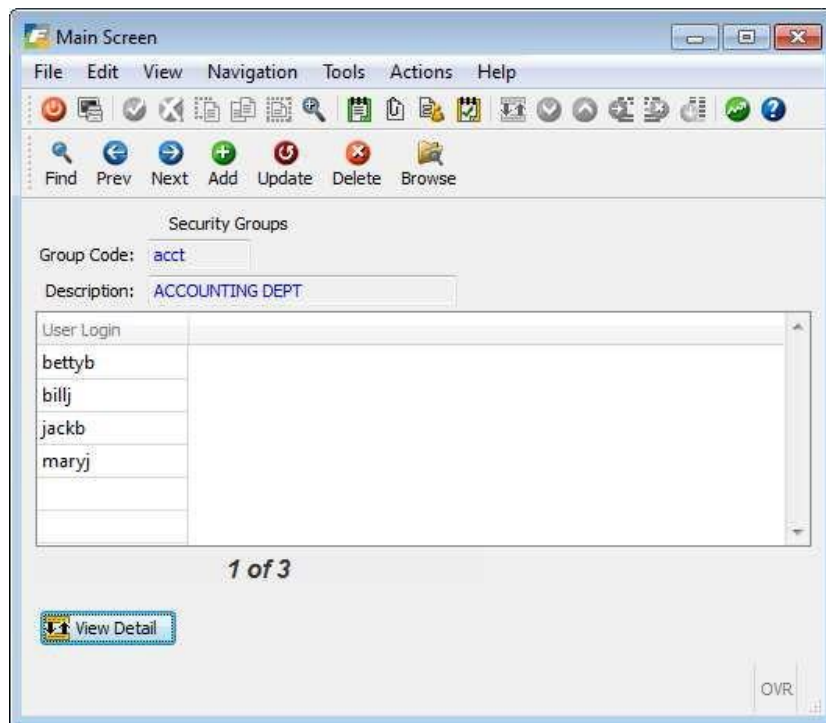 Main Screen
File Edit View Navigation Tools Actions Help
Find Prev Next Add Update Delete Browse
Security Groups
Group Code: acct
Description: ACCOUNTING DEPT
User Login
bettyb
billj
jackb
maryj
1 of 3
View Detail
OVR